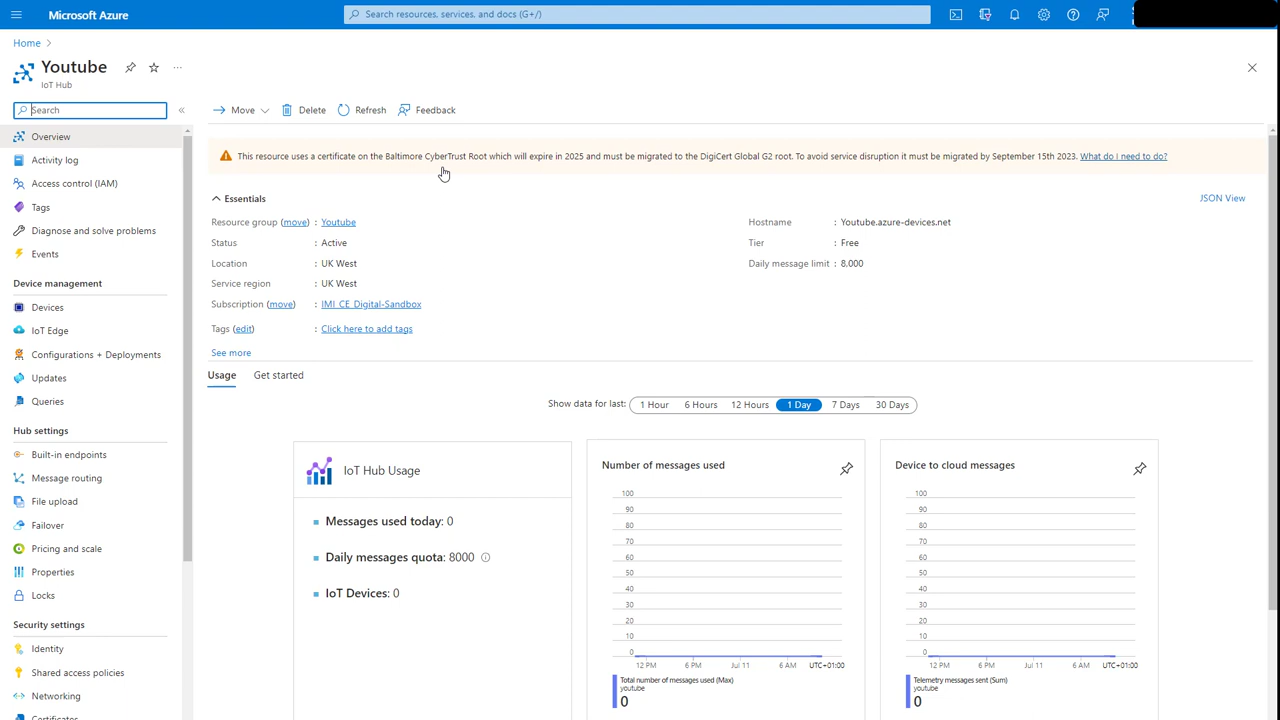 Microsoft Azure
Search resources, services, and docs (G+/)
Home
Youtube
IoT Hub
Search
Move
Delete
Refresh
Feedback
This resource uses a certificate on the Baltimore CyberTrust Root which will expire in 2025 and must be migrated to the DigiCert Global G2 root. To avoid service disruption it must be migrated by September 15th 2023. What do I need to do?
Overview
Activity log
Access control (IAM)
Tags
Diagnose and solve problems
Events
Device management
Devices
IoT Edge
Configurations + Deployments
Updates
Queries
Hub settings
Built-in endpoints
Message routing
File upload
Failover
Pricing and scale
Properties
Locks
Security settings
Identity
Shared access policies
Networking
Certificates
Essentials
JSON View
Resource group (move) : Youtube
Status : Active
Location : UK West
Service region : UK West
Subscription (move) : IMI_CE_Digital-Sandbox
Tags (edit) : Click here to add tags
See more
Hostname : Youtube.azure-devices.net
Tier : Free
Daily message limit : 8.000
Usage Get started
Show data for last: 1 Hour 6 Hours 12 Hours 1 Day 7 Days 30 Days
IoT Hub Usage
Messages used today: 0
Daily messages quota: 8000
IoT Devices: 0
Number of messages used
100
90
80
70
60
50
40
30
20
10
0
12 PM 6 PM Jul 11 6 AM UTC+01:00
Total number of messages used (Max)
youtube
0
Device to cloud messages
100
90
80
70
60
50
40
30
20
10
0
12 PM 6 PM Jul 11 6 AM UTC+01:00
Telemetry messages sent (Sum)
youtube
0